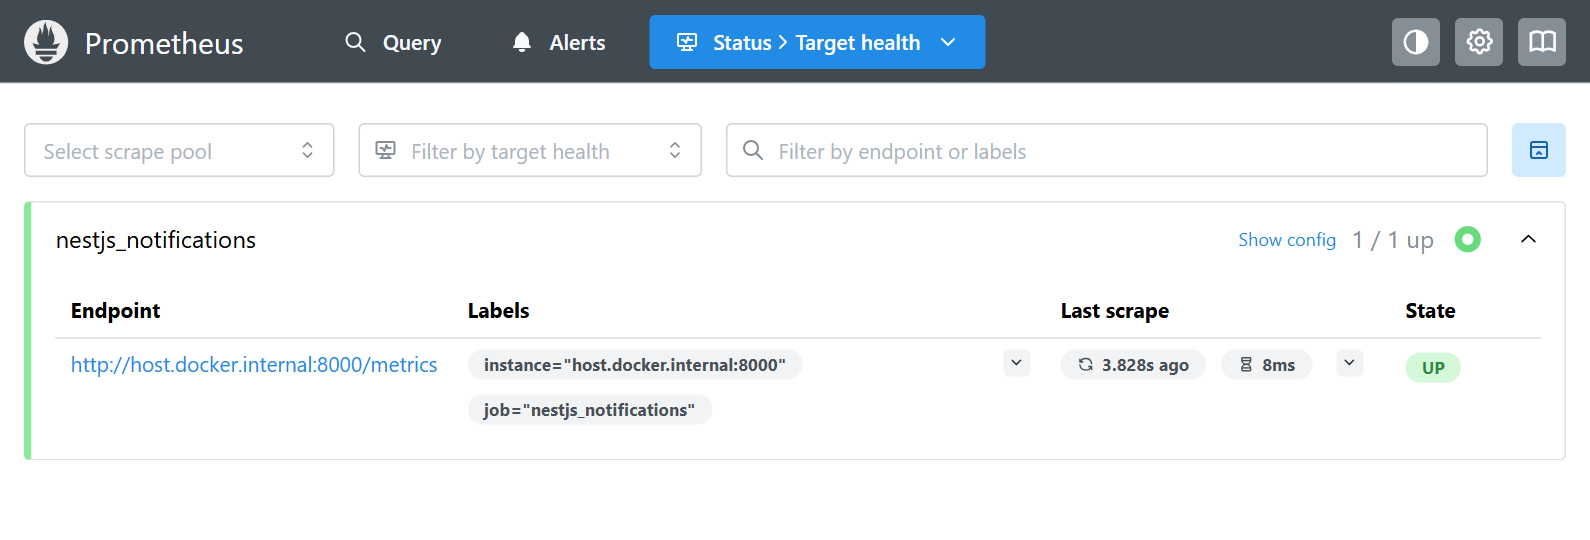 Prometheus Query Alerts Status > Target health
Select scrape pool Filter by target health Filter by endpoint or labels
nestjs_notifications Show config 1 / 1 up
Endpoint Labels Last scrape State
http://host.docker.internal:8000/metrics instance="host.docker.internal:8000" 3.828s ago 8ms UP
job="nestjs_notifications"